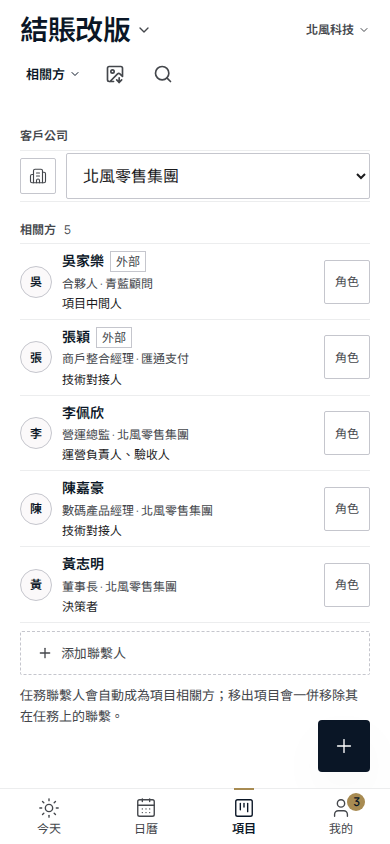 結賬改版
北風科技
相關方
客戶公司
北風零售集團
相關方 5
吳家樂 外部
合夥人·青藍顧問
項目中間人
吳
角色
張穎 外部
商戶整合經理·匯通支付
技術對接人
張
角色
李佩欣
營運總監·北風零售集團
運營負責人、驗收人
李
角色
陳嘉豪
數碼產品經理·北風零售集團
技術對接人
陳
角色
黃志明
董事長·北風零售集團
決策者
黃
角色
添加聯繫人
任務聯繫人會自動成為項目相關方；移出項目會一併移除其
在任務上的聯繫。
今天
日曆
項目
3
我的